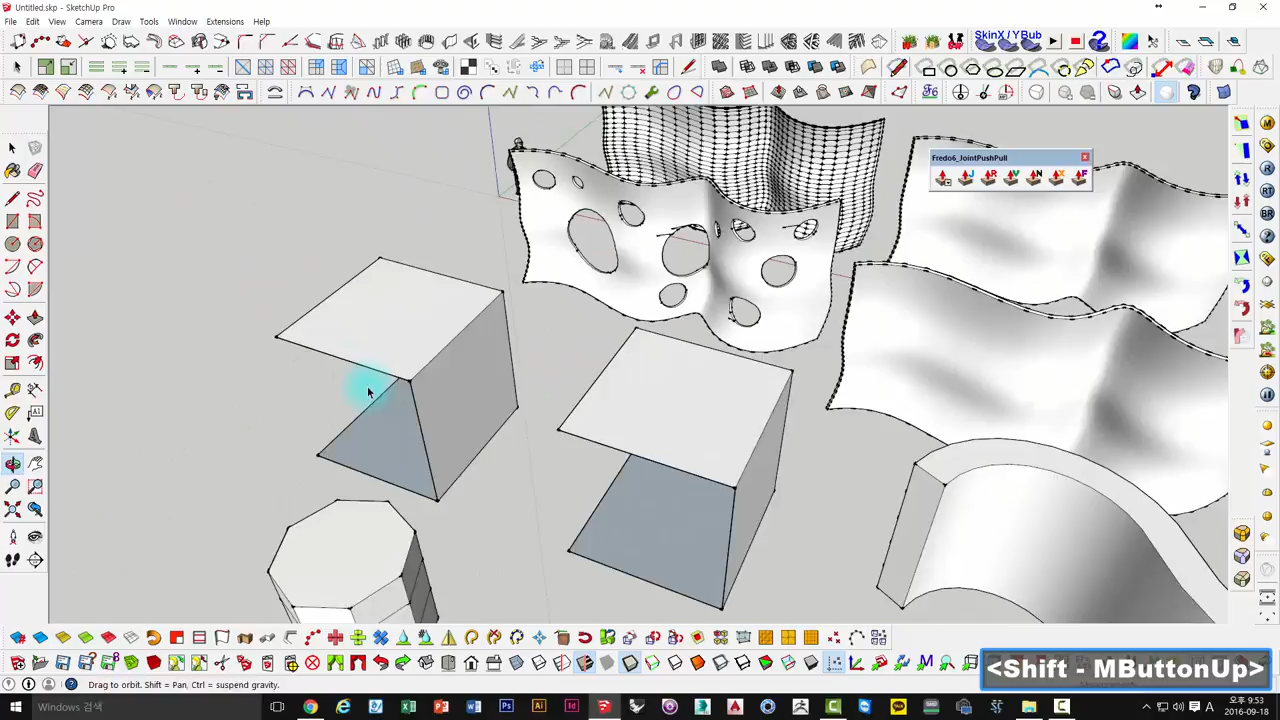 Untitled.skp - SketchUp Pro
File Edit View Camera Draw Tools Window Extensions Help
SkinX / YBub
Fredo6_JointPushPull
Drag to orbit. Shift = Pan, Ctrl = suspend gravity.
<Shift - MButtonUp>
Windows 검색
오후 9:53
2016-09-18